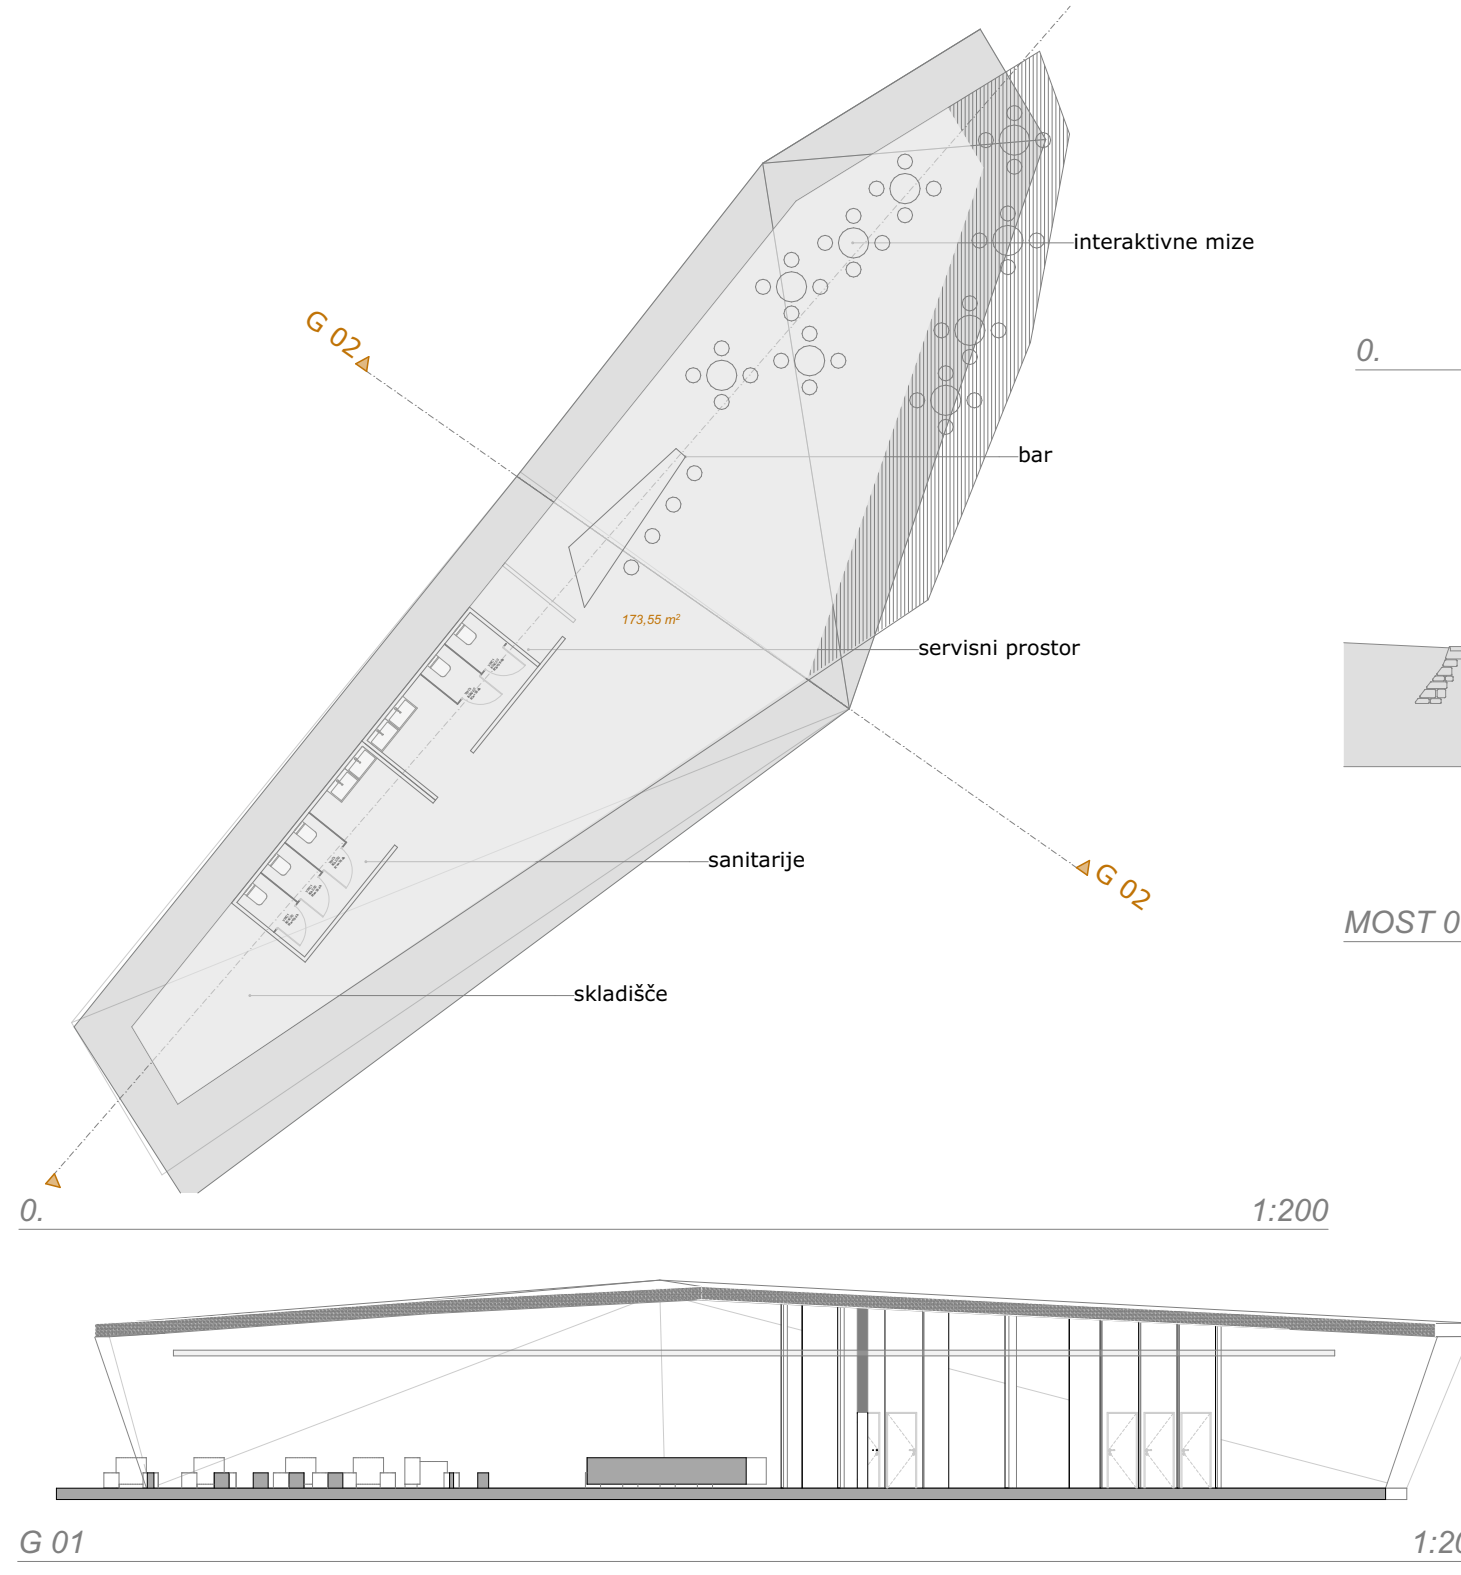 interaktivne mize
G 02
0.
bar
173,55 m²
servisni prostor
sanitarije
G 02
MOST 0
skladišče
0.
1:200
G 01
1:20